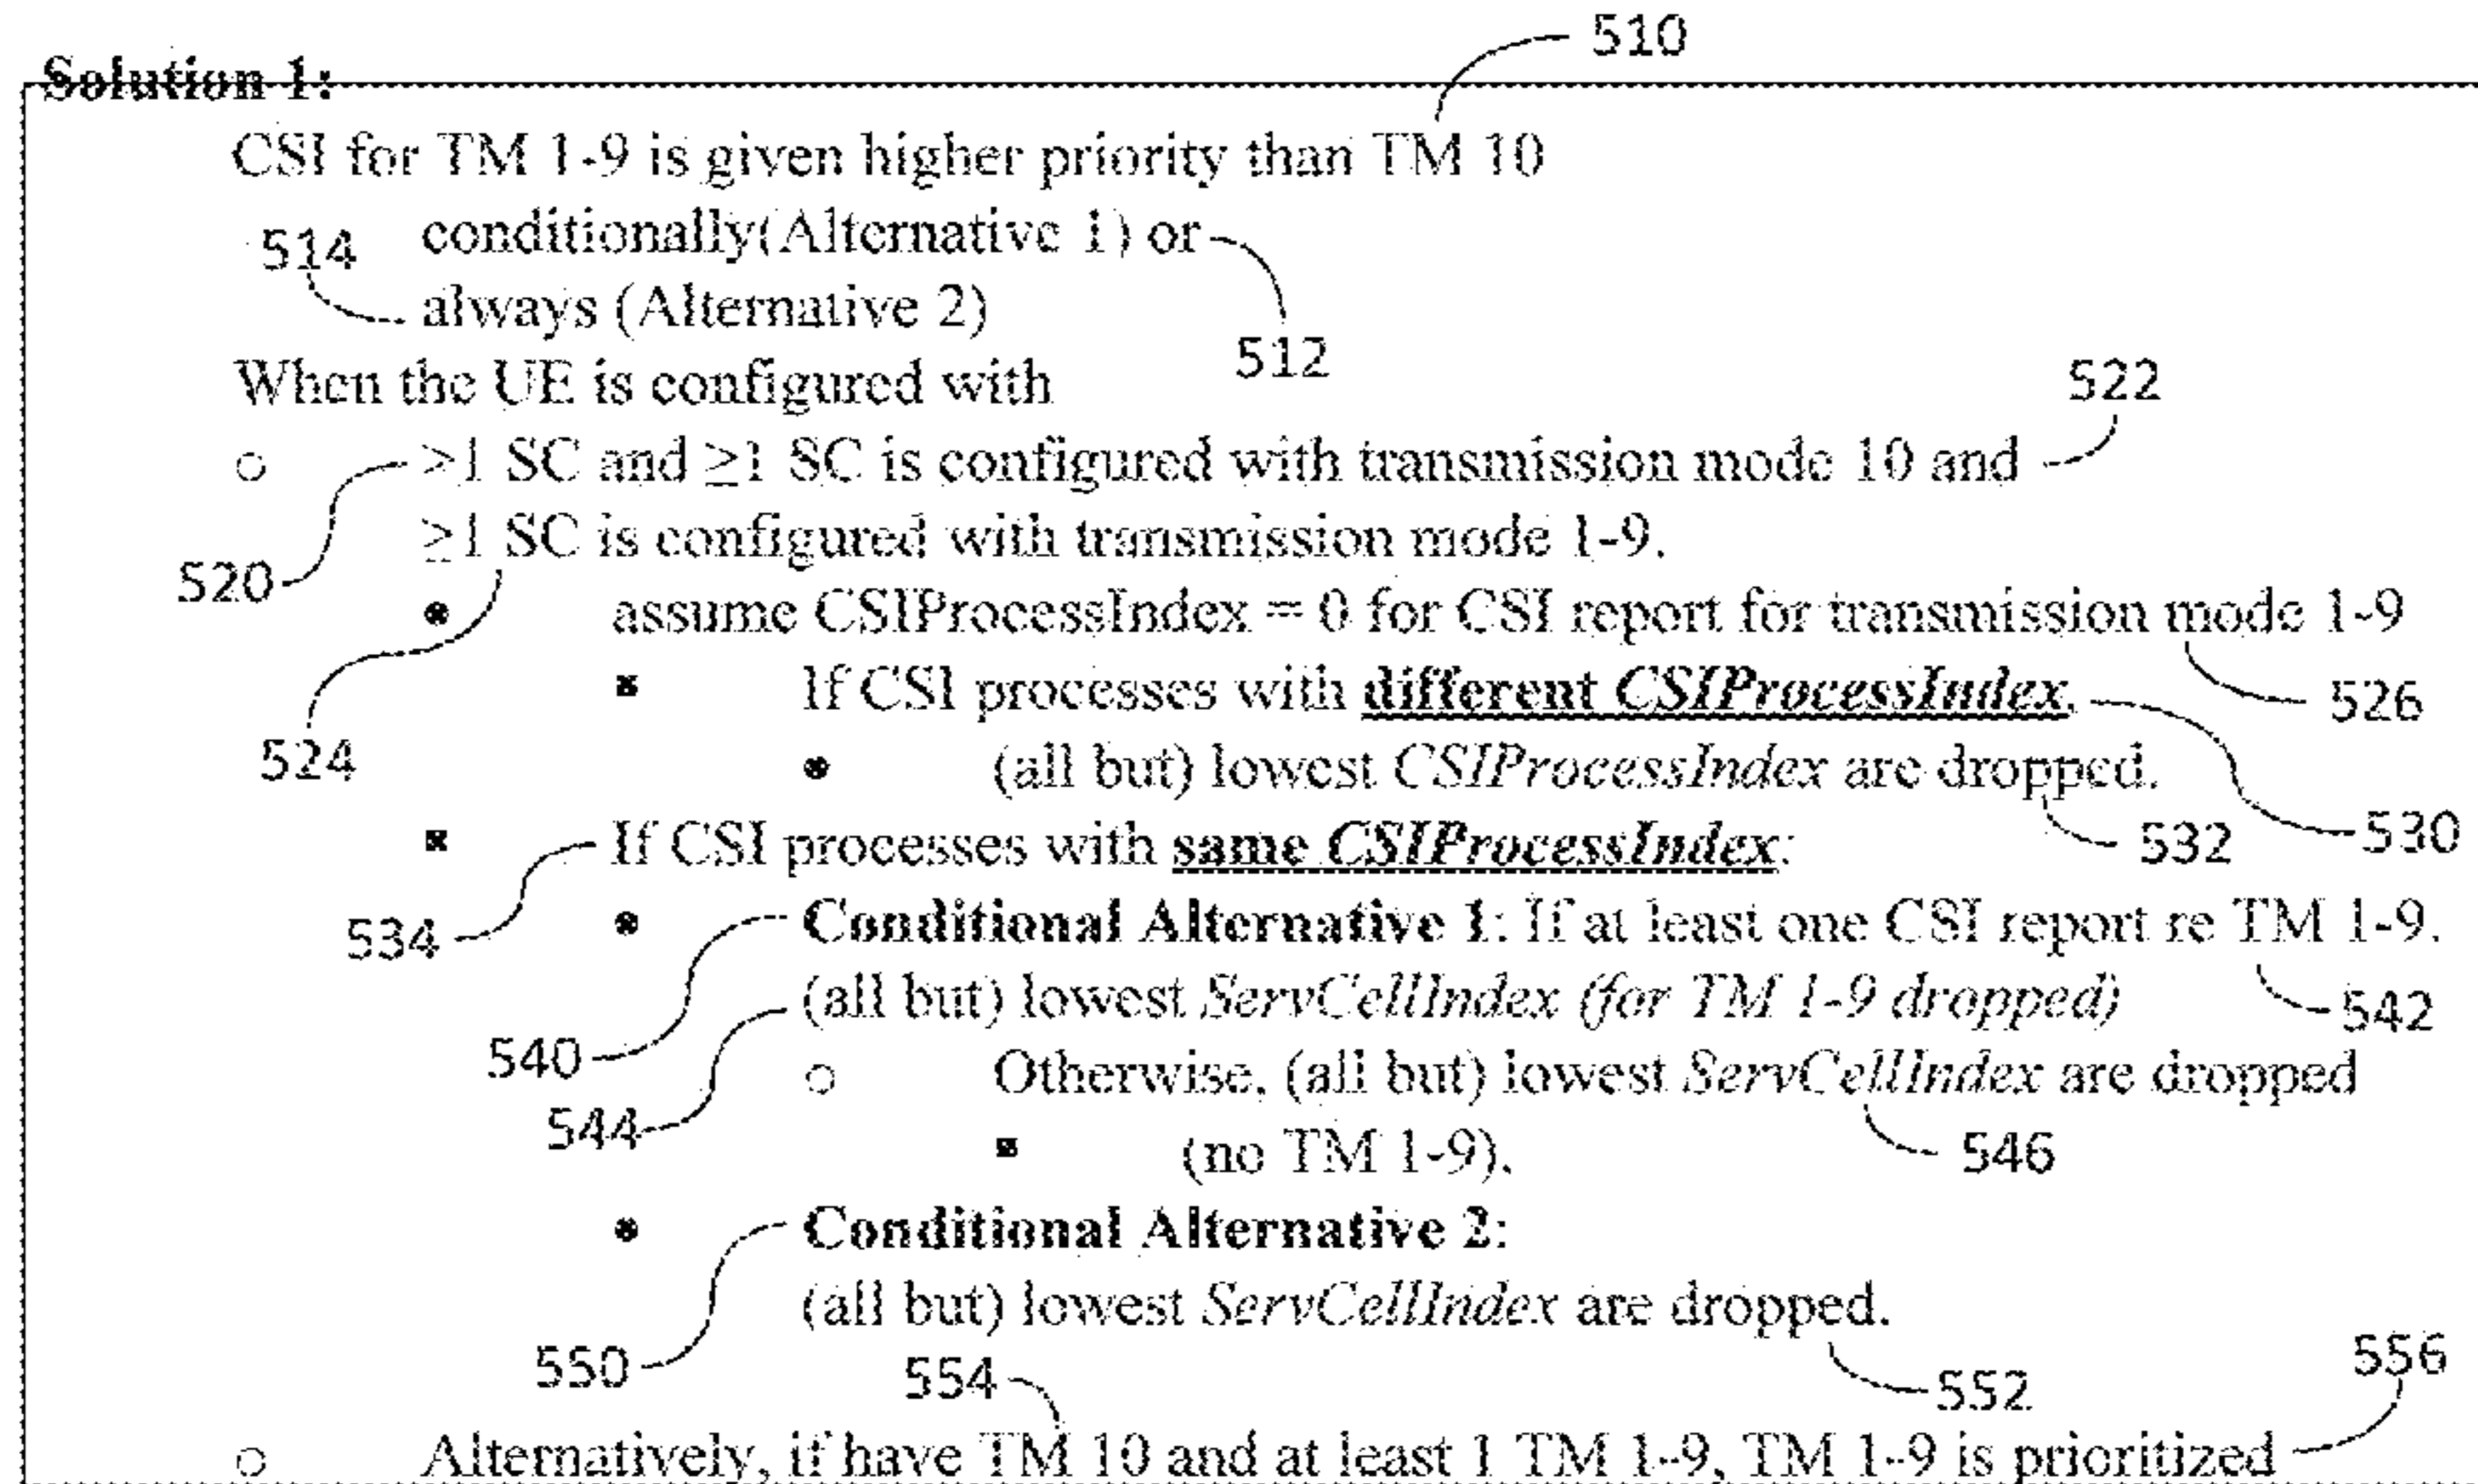 510
Solution 1:
CSI for TM 1-9 is given higher priority than TM 10
514 conditionally(Alternative 1) or
always (Alternative 2)
512
When the UE is configured with
522
○ >1 SC and ≥1 SC is configured with transmission mode 10 and
≥1 SC is configured with transmission mode 1-9.
520
assume CSIProcessIndex = 0 for CSI report for transmission mode 1-9
If CSI processes with different CSIProcessIndex,
526
524
(all but) lowest CSIProcessIndex are dropped.
530
If CSI processes with same CSIProcessIndex:
532
534
Conditional Alternative 1: If at least one CSI report re TM 1-9.
(all but) lowest ServCellIndex (for TM 1-9 dropped)
542
540
○ Otherwise, (all but) lowest ServCellIndex are dropped
544
(no TM 1-9).
546
Conditional Alternative 2:
(all but) lowest ServCellIndex are dropped.
550
554
552
556
○ Alternatively, if have TM 10 and at least 1 TM 1-9, TM 1-9 is prioritized